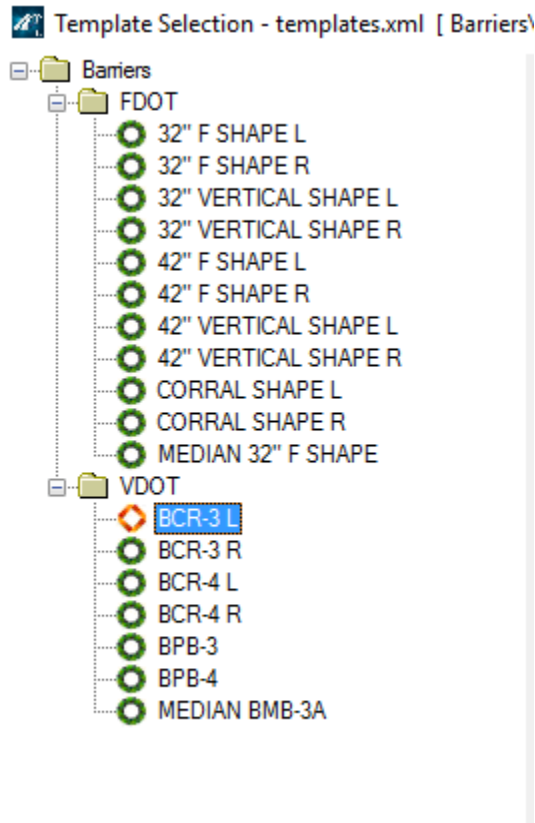 Template Selection - templates.xml [ Barriers\
Barriers
FDOT
32" F SHAPE L
32" F SHAPE R
32" VERTICAL SHAPE L
32" VERTICAL SHAPE R
42" F SHAPE L
42" F SHAPE R
42" VERTICAL SHAPE L
42" VERTICAL SHAPE R
CORRAL SHAPE L
CORRAL SHAPE R
MEDIAN 32" F SHAPE
VDOT
BCR-3 L
BCR-3 R
BCR-4 L
BCR-4 R
BPB-3
BPB-4
MEDIAN BMB-3A